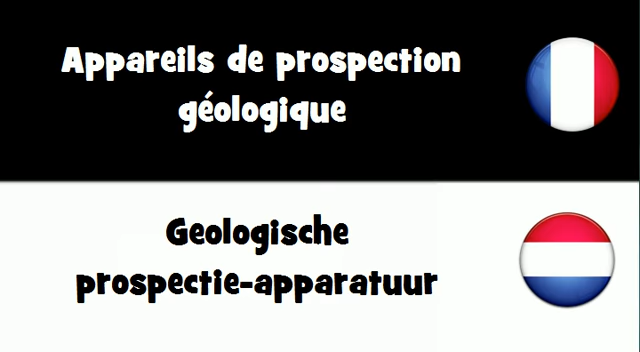 Appareils de prospection
géologique
Geologische
prospectie-apparatuur